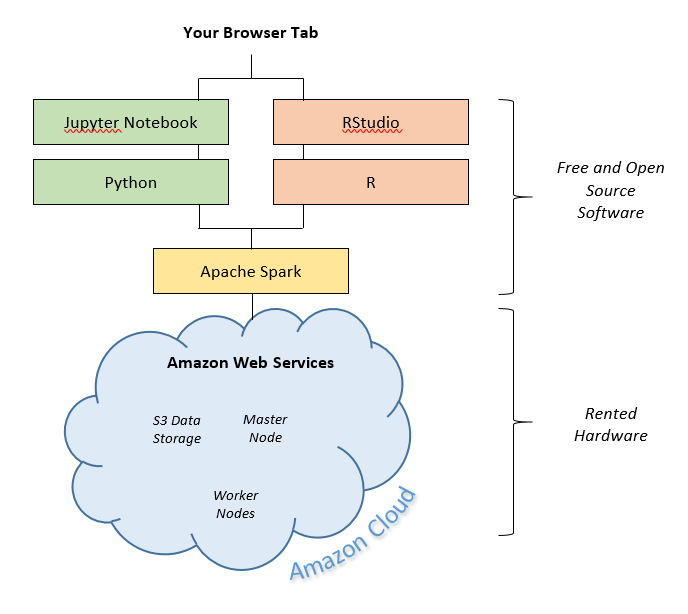 Your Browser Tab
Jupyter Notebook
RStudio
Python
R
Apache Spark
Free and Open
Source
Software
Amazon Web Services
S3 Data
Storage
Master
Node
Worker
Nodes
Amazon Cloud
Rented
Hardware